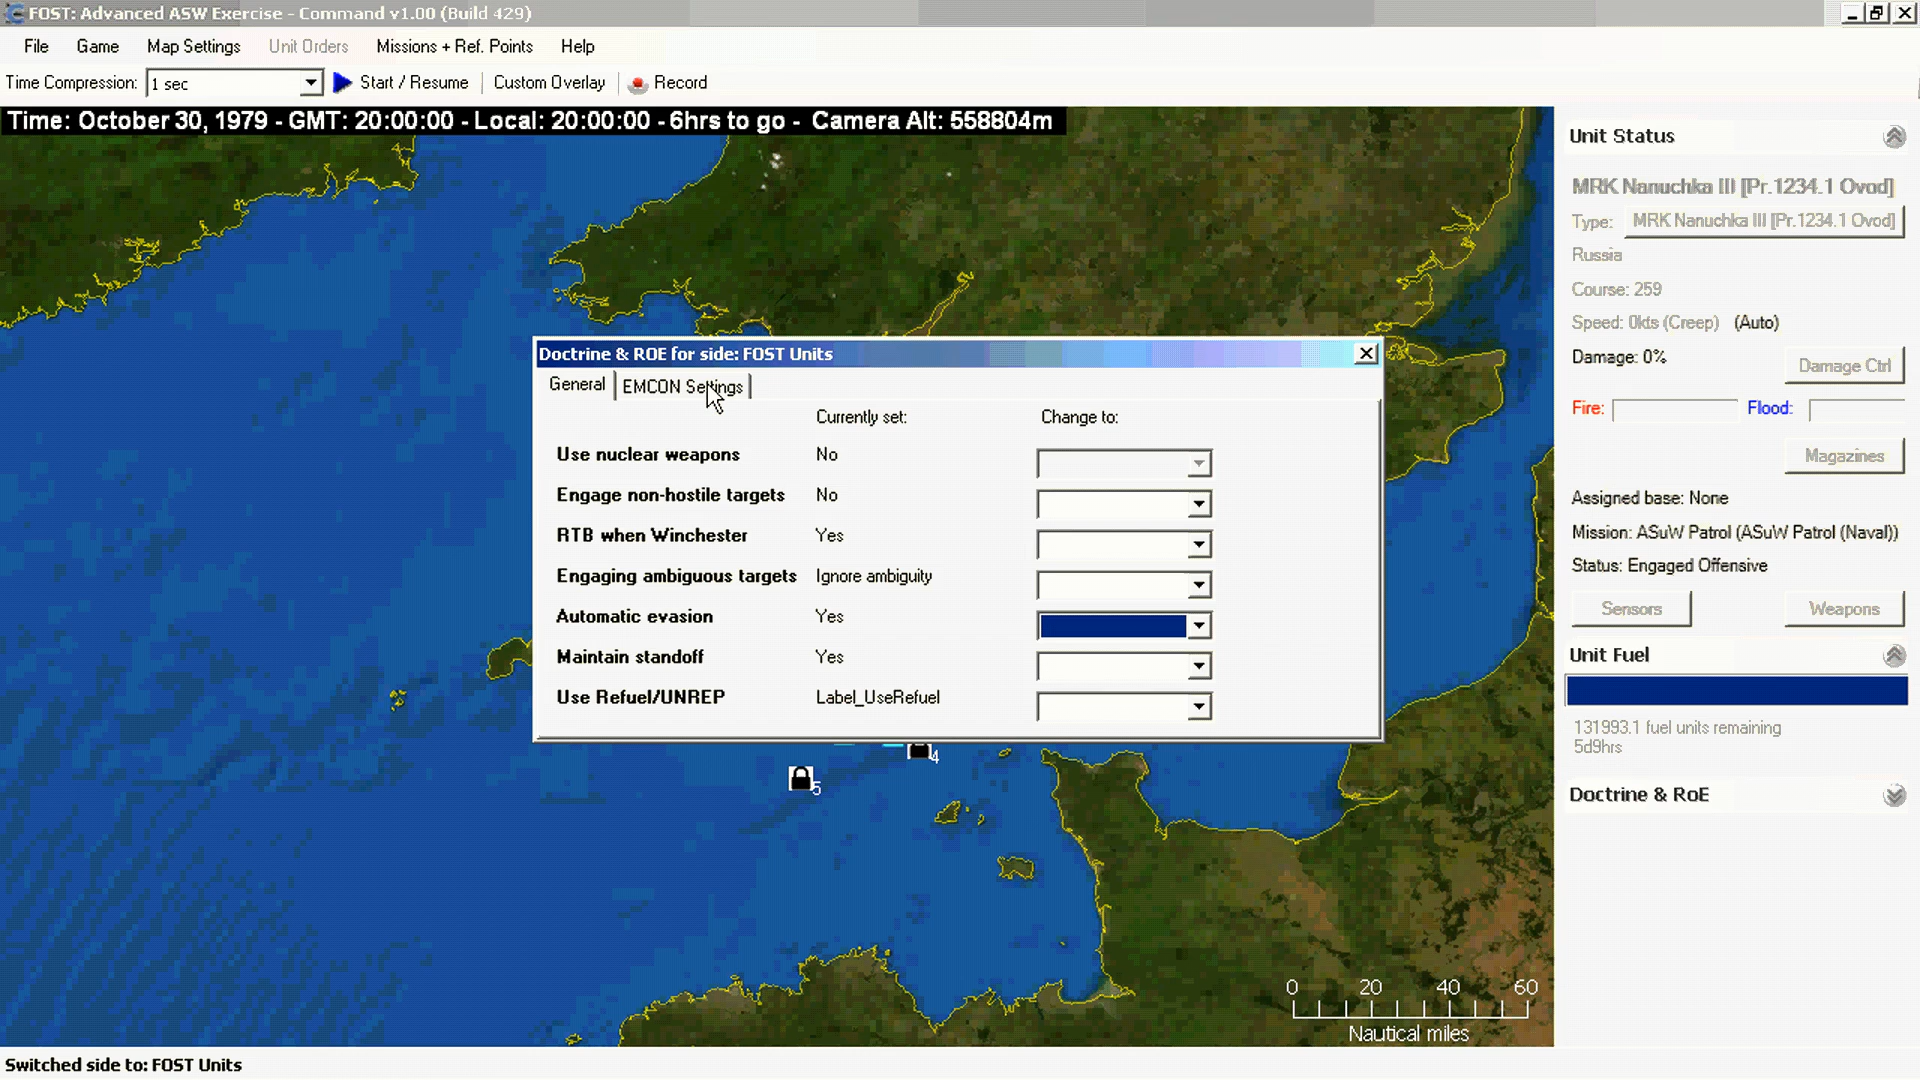 FOST: Advanced ASW Exercise - Command v1.00 (Build 429)
File Game Map Settings Unit Orders Missions + Ref. Points Help
Time Compression: 1 sec Start / Resume Custom Overlay Record
Time: October 30, 1979 - GMT: 20:00:00 - Local: 20:00:00 - 6hrs to go - Camera Alt: 558804m
Doctrine & ROE for side: FOST Units
General EMCON Settings
Currently set: Change to:
Use nuclear weapons No
Engage non-hostile targets No
RTB when Winchester Yes
Engaging ambiguous targets Ignore ambiguity
Automatic evasion Yes
Maintain standoff Yes
Use Refuel/UNREP Label_UseRefuel
4
5
0 20 40 60
Nautical miles
Unit Status
MRK Nanuchka III [Pr.1234.1 Ovod]
Type: MRK Nanuchka III [Pr.1234.1 Ovod]
Russia
Course: 259
Speed: 0kts (Creep) (Auto)
Damage: 0% Damage Ctrl
Fire: Flood:
Magazines
Assigned base: None
Mission: ASuW Patrol (ASuW Patrol (Naval))
Status: Engaged Offensive
Sensors Weapons
Unit Fuel
131993.1 fuel units remaining
5d9hrs
Doctrine & RoE
Switched side to: FOST Units